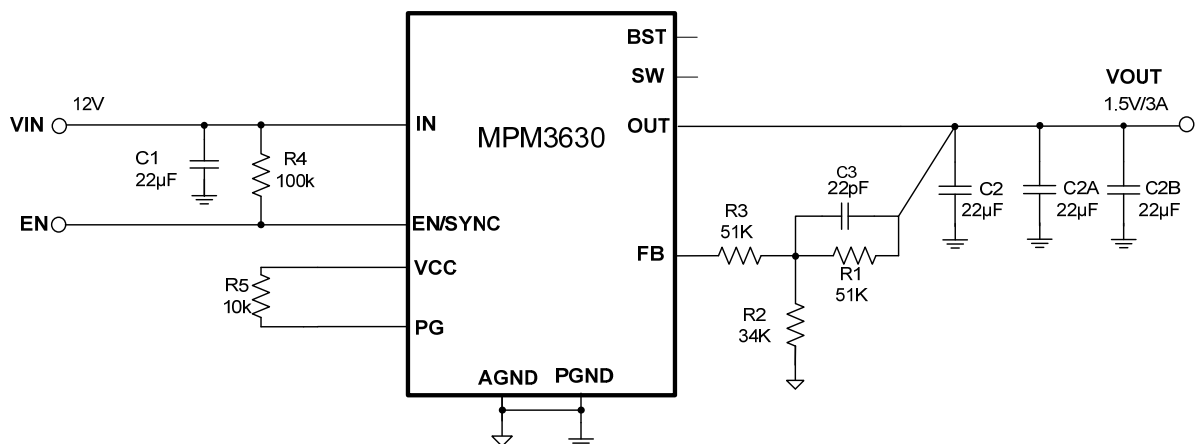 BST
SW
VOUT
12V
1.5V/3A
VIN
IN
MPM3630
OUT
C1
22µF
R4
100k
C3
22pF
C2
22µF
C2A
22µF
C2B
22µF
EN
EN/SYNC
R3
51K
FB
R1
51K
VCC
R5
10k
PG
R2
34K
AGND
PGND